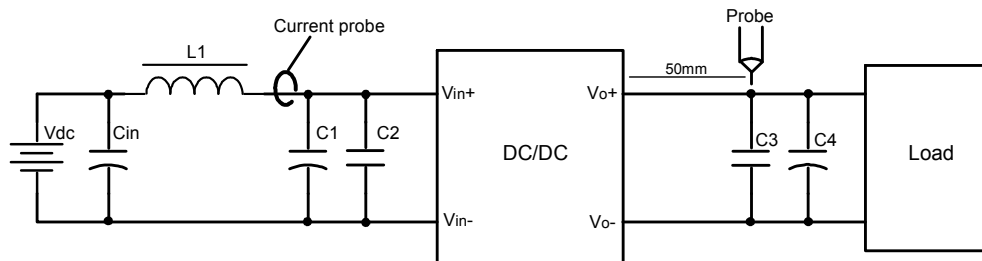 Probe
Current probe
L1
50mm
Vin+
Vo+
Vdc
Cin
C1
C2
DC/DC
C3
C4
Load
Vin-
Vo-